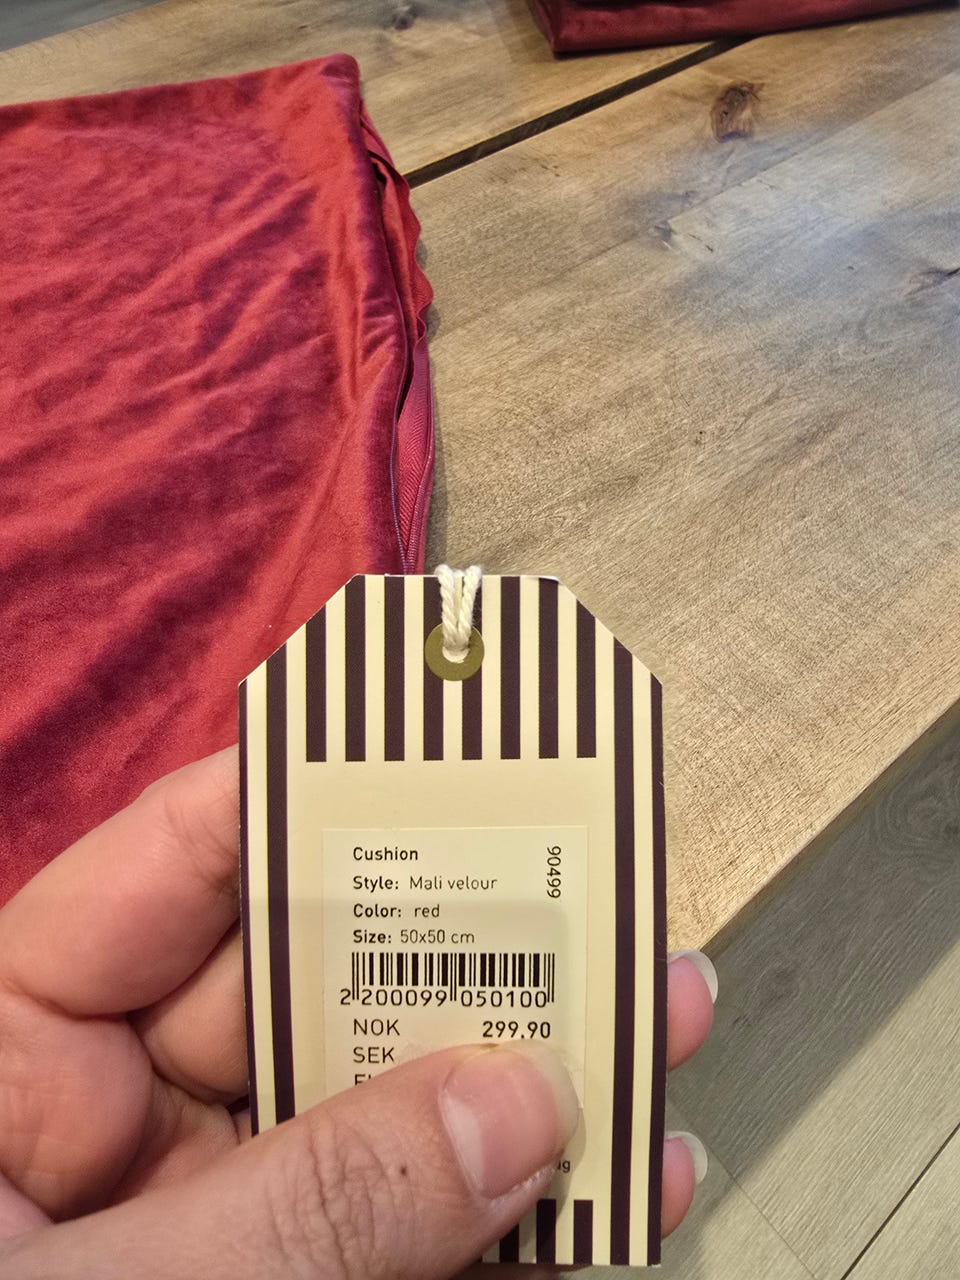 Cushion
Style: Mali velour
Color: red
Size: 50x50 cm
90499
2 200099 050100
NOK 299,90
SEK